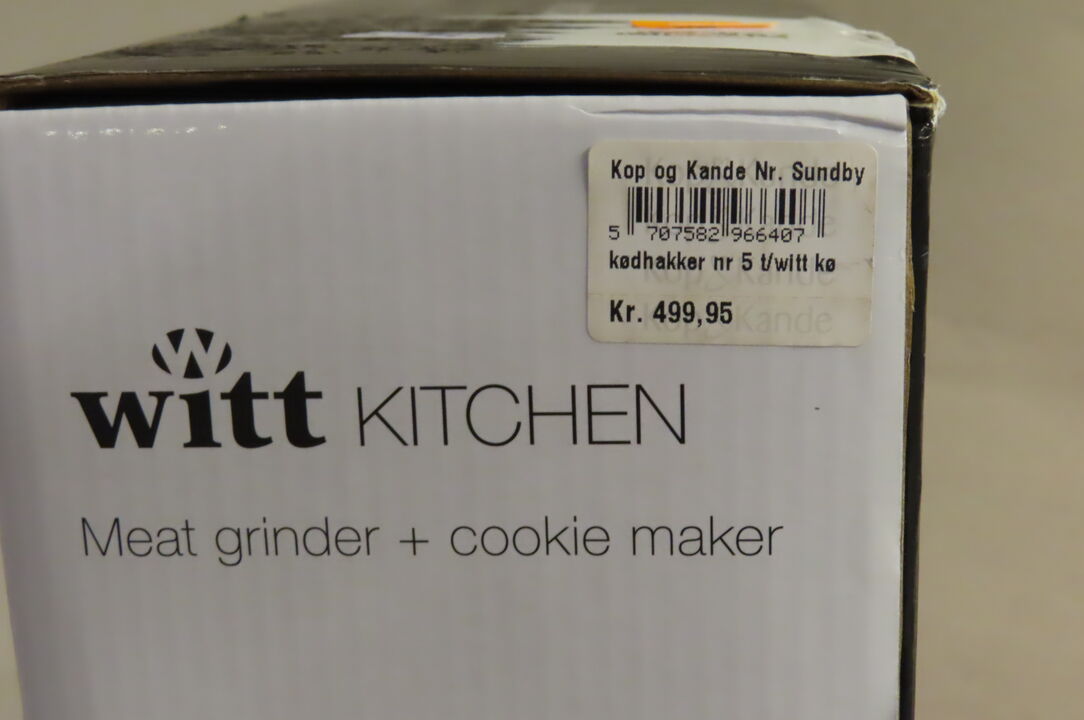 Kop og Kande Nr. Sundby
5 707582 966407
kødhakker nr 5 t/witt kø
Kr. 499,95
witt KITCHEN
Meat grinder + cookie maker